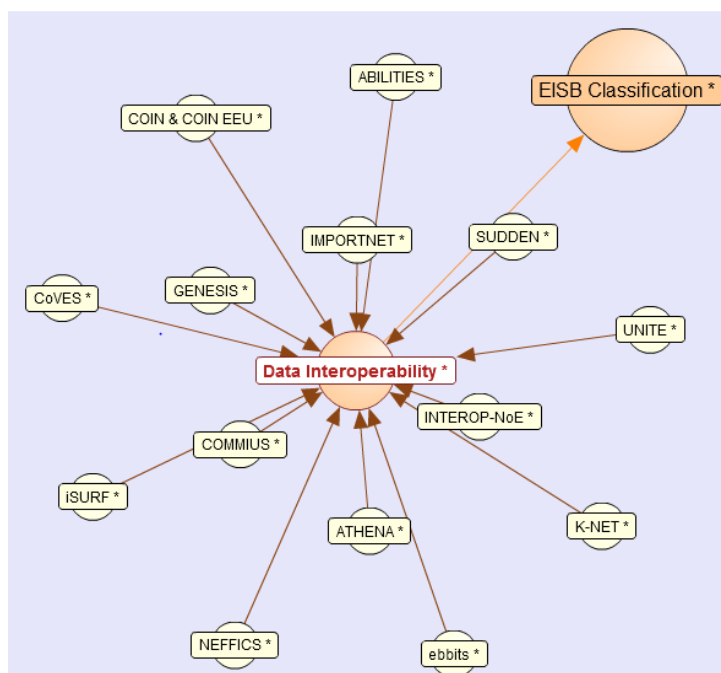 ABILITIES *
EISB Classification *
COIN & COIN EEU *
IMPORTNET *
SUDDEN *
GENESIS *
CoVES *
UNITE *
Data Interoperability *
INTEROP-NoE *
COMMIUS *
iSURF *
K-NET *
ATHENA *
NEFFICS *
ebbits *